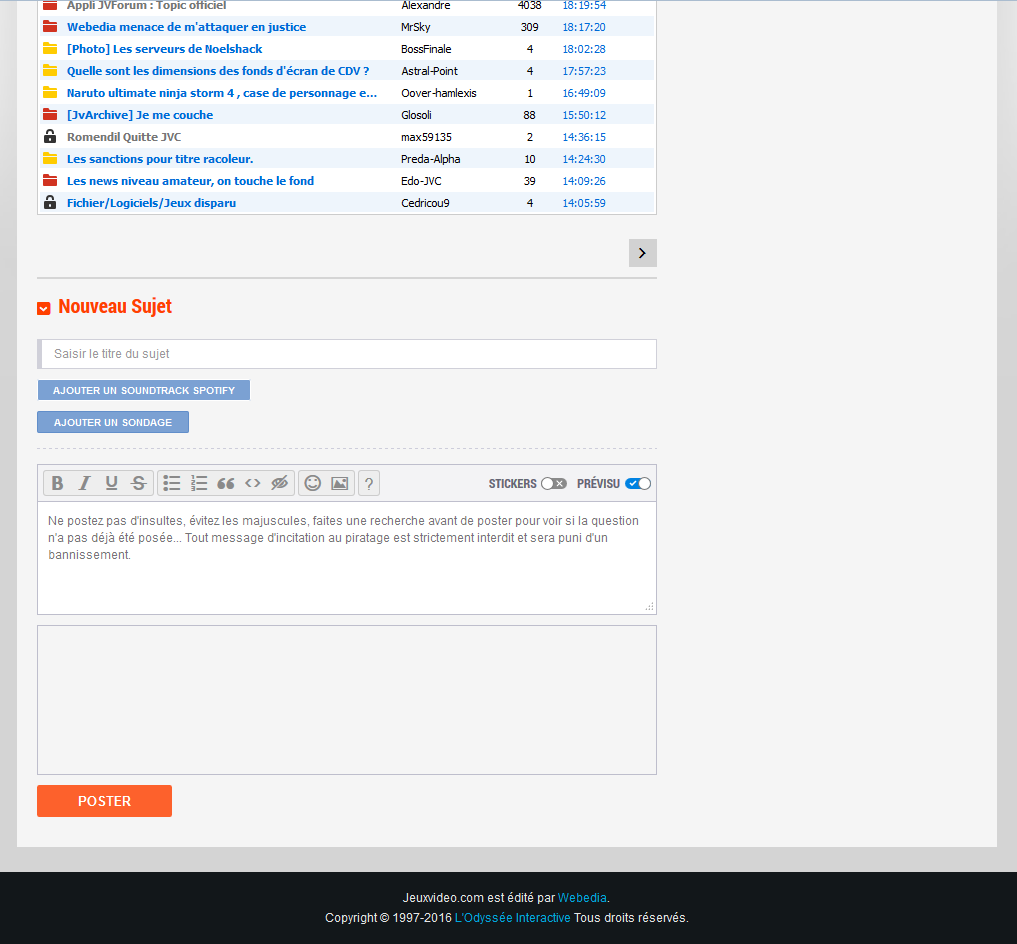 Appli JVForum : Topic officiel Alexandre 4038 18:19:54
Webedia menace de m'attaquer en justice MrSky 309 18:17:20
[Photo] Les serveurs de Noelshack BossFinale 4 18:02:28
Quelle sont les dimensions des fonds d'écran de CDV ? Astral-Point 4 17:57:23
Naruto ultimate ninja storm 4 , case de personnage e... Oover-hamlexis 1 16:49:09
[JvArchive] Je me couche Glosoli 88 15:50:12
Romendil Quitte JVC max59135 2 14:36:15
Les sanctions pour titre racoleur. Preda-Alpha 10 14:24:30
Les news niveau amateur, on touche le fond Edo-JVC 39 14:09:26
Fichier/Logiciels/Jeux disparu Cedricou9 4 14:05:59
Nouveau Sujet
Saisir le titre du sujet
AJOUTER UN SOUNDTRACK SPOTIFY
AJOUTER UN SONDAGE
B I U S ? STICKERS PRÉVISU
Ne postez pas d'insultes, évitez les majuscules, faites une recherche avant de poster pour voir si la question
n'a pas déjà été posée... Tout message d'incitation au piratage est strictement interdit et sera puni d'un
bannissement.
POSTER
Jeuxvideo.com est édité par Webedia.
Copyright © 1997-2016 L'Odyssée Interactive Tous droits réservés.